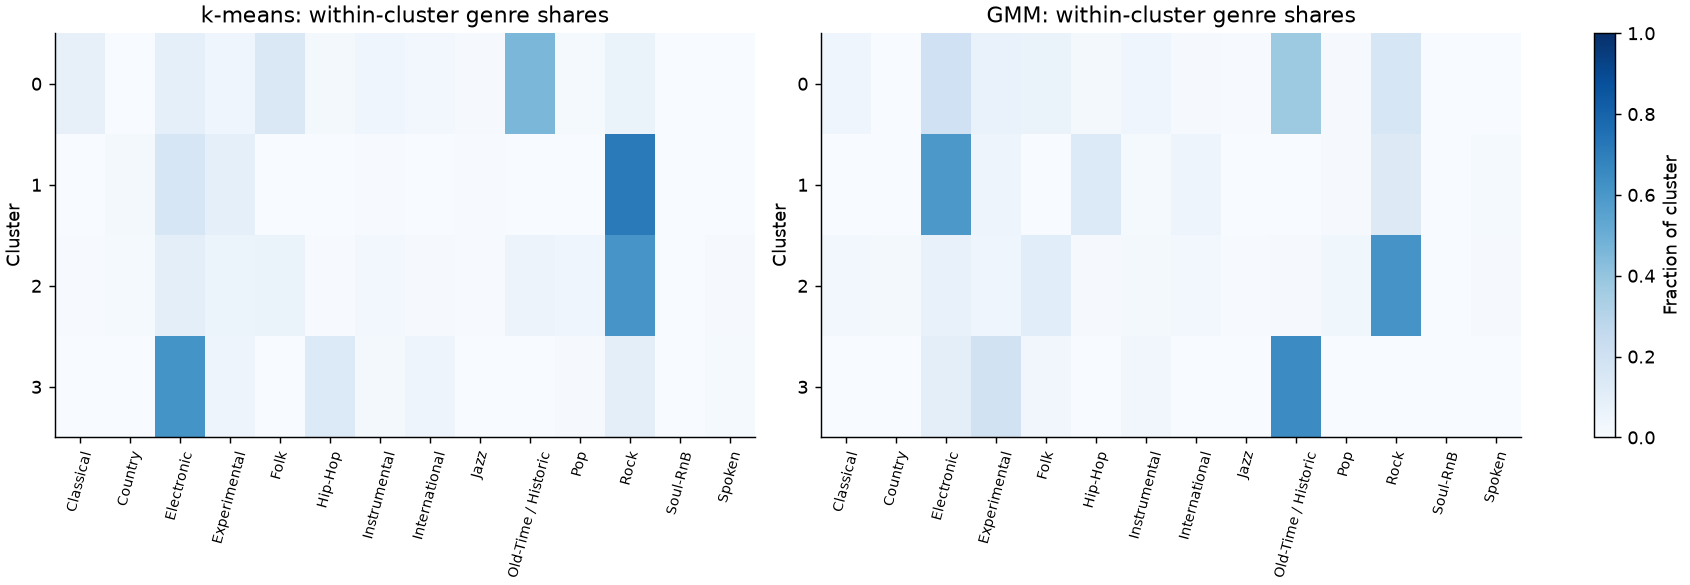 k-means: within-cluster genre shares
GMM: within-cluster genre shares
Cluster
0
1
2
3
Classical
Country
Electronic
Experimental
Folk
Hip-Hop
Instrumental
International
Jazz
Old-Time / Historic
Pop
Rock
Soul-RnB
Spoken
Cluster
0
1
2
3
Classical
Country
Electronic
Experimental
Folk
Hip-Hop
Instrumental
International
Jazz
Old-Time / Historic
Pop
Rock
Soul-RnB
Spoken
1.0
0.8
0.6
0.4
0.2
0.0
Fraction of cluster